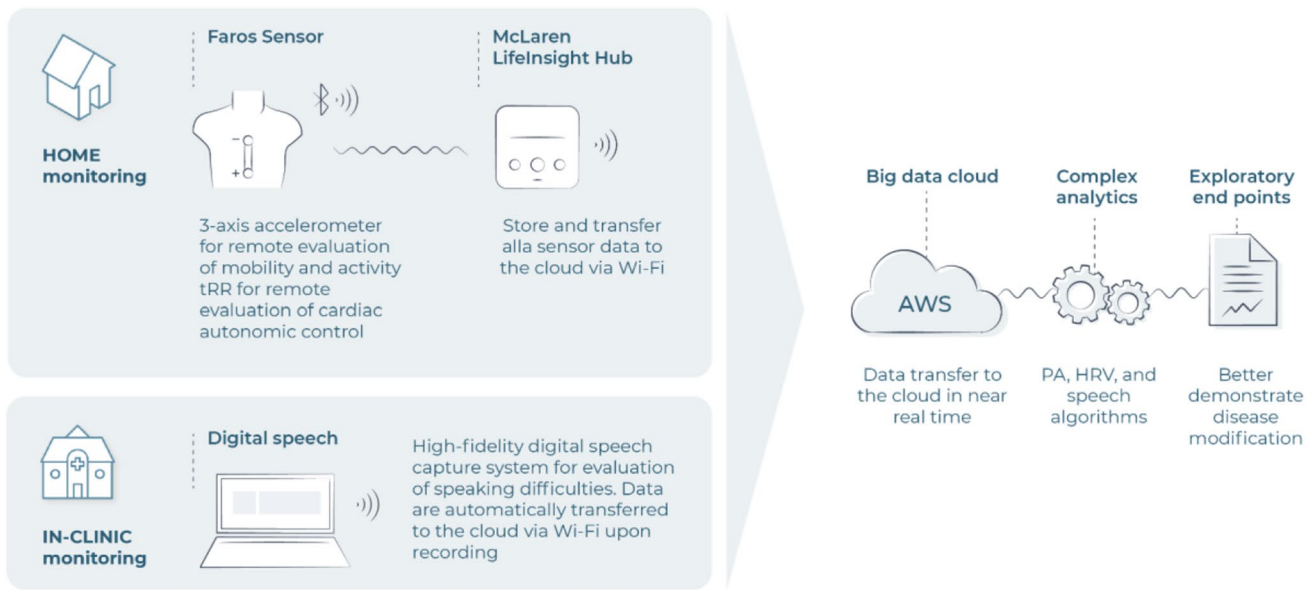 Faros Sensor
McLaren
LifeInsight Hub
HOME
monitoring
3-axis accelerometer
for remote evaluation
of mobility and activity
tRR for remote
evaluation of cardiac
autonomic control
Store and transfer
alla sensor data to
the cloud via Wi-Fi
Digital speech
High-fidelity digital speech
capture system for evaluation
of speaking difficulties. Data
are automatically transferred
to the cloud via Wi-Fi upon
recording
IN-CLINIC
monitoring
Big data cloud
AWS
Data transfer to
the cloud in near
real time
Complex
analytics
PA, HRV, and
speech
algorithms
Exploratory
end points
Better
demonstrate
disease
modification